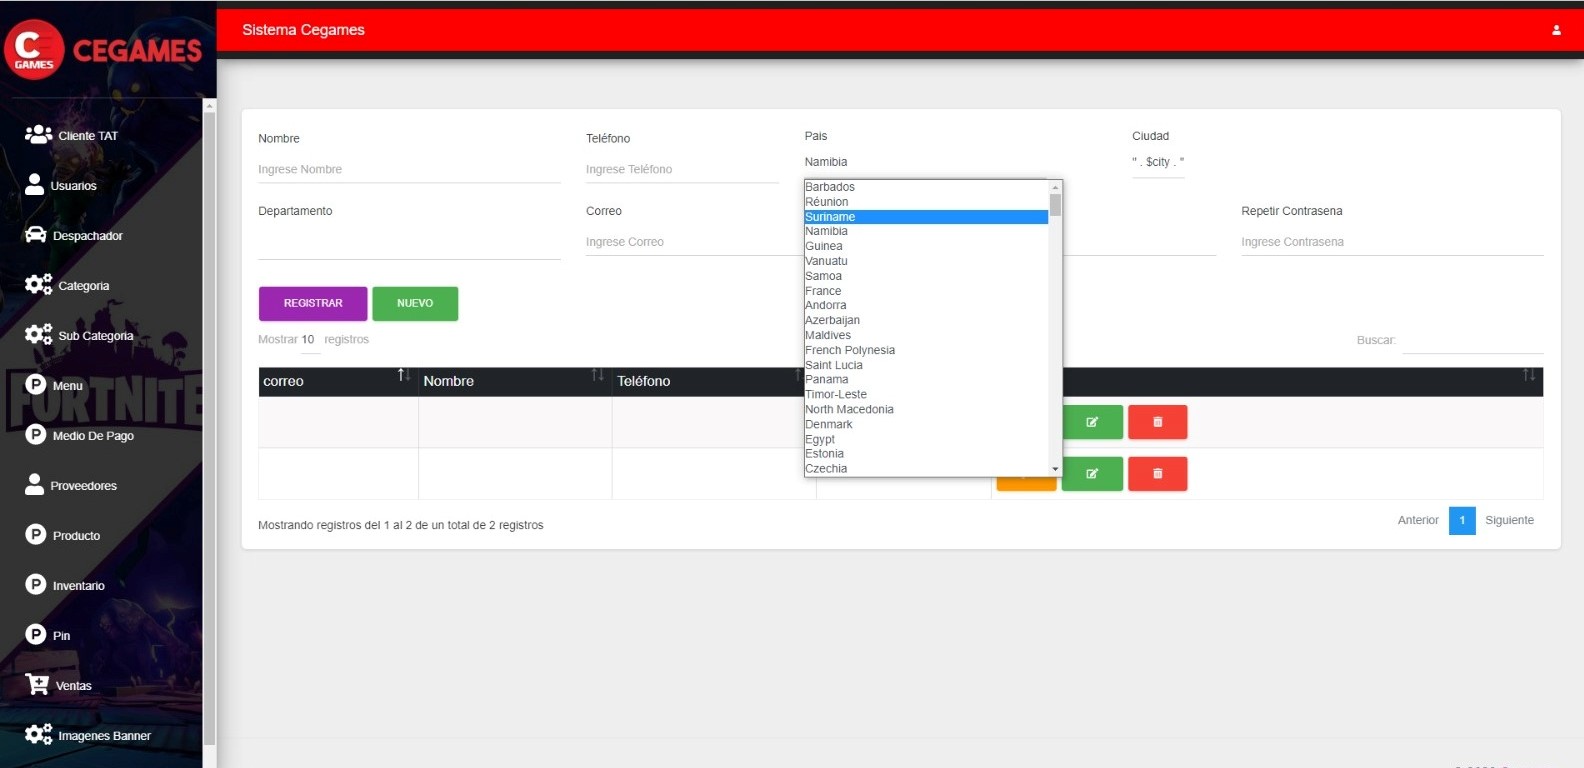 C
GAMES
CEGAMES
Sistema Cegames
Cliente TAT
Usuarios
Despachador
Categoria
Sub Categoria
P Menu
FORTNITE
P Medio De Pago
Proveedores
P Producto
P Inventario
P Pin
Ventas
Imagenes Banner
Nombre
Ingrese Nombre
Teléfono
Ingrese Teléfono
Pais
Namibia
Ciudad
" . $city . "
Departamento
Correo
Ingrese Correo
Repetir Contrasena
Ingrese Contrasena
Barbados
Réunion
Suriname
Namibia
Guinea
Vanuatu
Samoa
France
Andorra
Azerbaijan
Maldives
French Polynesia
Saint Lucia
Panama
Timor-Leste
North Macedonia
Denmark
Egypt
Estonia
Czechia
REGISTRAR
NUEVO
Mostrar 10 registros
Buscar:
correo
Nombre
Teléfono
Mostrando registros del 1 al 2 de un total de 2 registros
Anterior 1 Siguiente